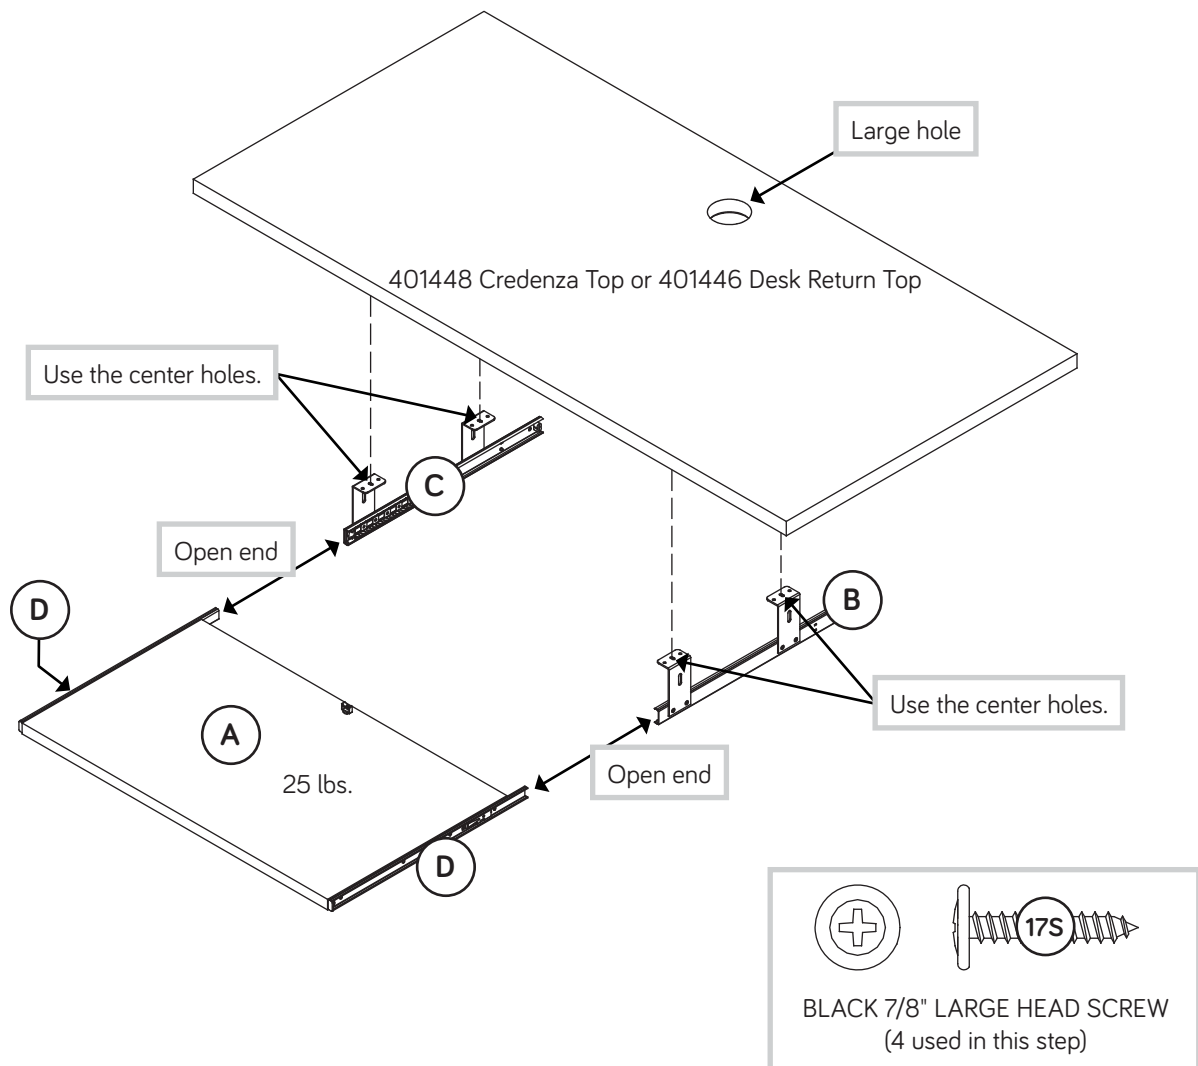 Large hole
401448 Credenza Top or 401446 Desk Return Top
Use the center holes.
C
Open end
D
B
Use the center holes.
A
25 lbs.
Open end
D
17S
BLACK 7/8" LARGE HEAD SCREW
(4 used in this step)